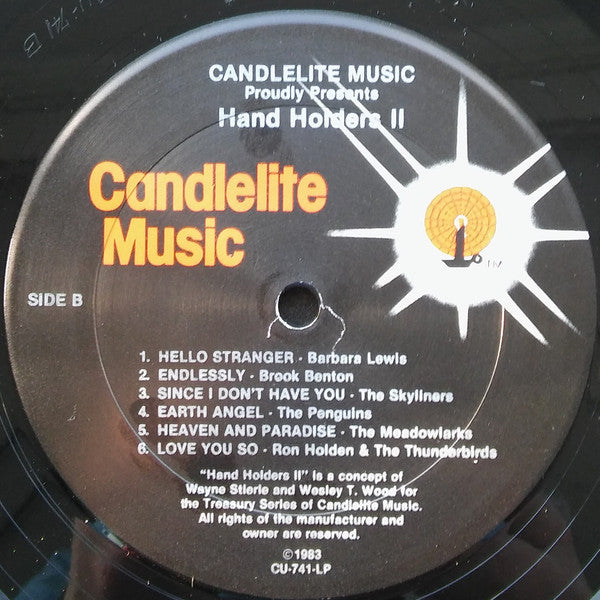 CANDLELITE MUSIC
Proudly Presents
Hand Holders II
Candlelite
Music
SIDE B
1. HELLO STRANGER - Barbara Lewis
2. ENDLESSLY - Brook Benton
3. SINCE I DON'T HAVE YOU - The Skyliners
4. EARTH ANGEL - The Penguins
5. HEAVEN AND PARADISE - The Meadowlarks
6. LOVE YOU SO - Ron Holden & The Thunderbirds
"Hand Holders II" is a concept of
Wayne Stierle and Wesley T. Wood for
the Treasury Series of Candlelite Music.
All rights of the manufacturer and
owner are reserved.
©1983
CU-741-LP